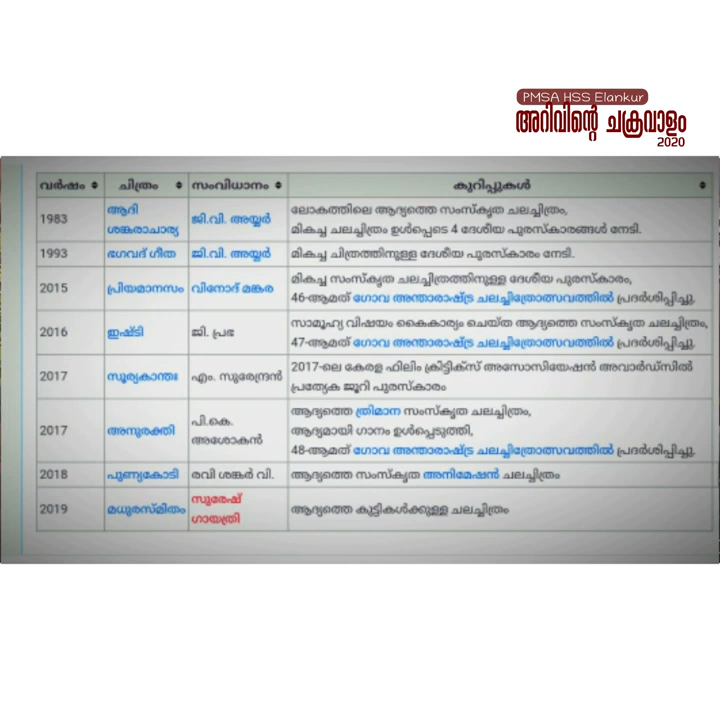 PMSA HSS Elankur
അറിവിന്റെ ചക്രവാളം
2020
വർഷം ചിത്രം സംവിധാനം കുറിപ്പുകൾ
1983 ആദി ശങ്കരാചാര്യ ജി.വി. അയ്യർ ലോകത്തിലെ ആദ്യത്തെ സംസ്കൃത ചലച്ചിത്രം,
മികച്ച ചലച്ചിത്രം ഉൾപ്പെടെ 4 ദേശീയ പുരസ്കാരങ്ങൾ നേടി.
1993 ഭഗവദ് ഗീത ജി.വി. അയ്യർ മികച്ച ചിത്രത്തിനുള്ള ദേശീയ പുരസ്കാരം നേടി.
2015 പ്രിയമാനസം വിനോദ് മങ്കര മികച്ച സംസ്കൃത ചലച്ചിത്രത്തിനുള്ള ദേശീയ പുരസ്കാരം,
46-ആമത് ഗോവ അന്താരാഷ്ട്ര ചലച്ചിത്രോത്സവത്തിൽ പ്രദർശിപ്പിച്ചു.
2016 ഇഷ്ടി ജി. പ്രഭ സാമൂഹ്യ വിഷയം കൈകാര്യം ചെയ്ത ആദ്യത്തെ സംസ്കൃത ചലച്ചിത്രം,
47-ആമത് ഗോവ അന്താരാഷ്ട്ര ചലച്ചിത്രോത്സവത്തിൽ പ്രദർശിപ്പിച്ചു.
2017 സൂര്യകാന്തഃ എം. സുരേന്ദ്രൻ 2017-ലെ കേരള ഫിലിം ക്രിട്ടിക്സ് അസോസിയേഷൻ അവാർഡ്സിൽ
പ്രത്യേക ജൂറി പുരസ്കാരം
2017 അനുരക്തി പി.കെ. അശോകൻ ആദ്യത്തെ ത്രിമാന സംസ്കൃത ചലച്ചിത്രം,
ആദ്യമായി ഗാനം ഉൾപ്പെടുത്തി,
48-ആമത് ഗോവ അന്താരാഷ്ട്ര ചലച്ചിത്രോത്സവത്തിൽ പ്രദർശിപ്പിച്ചു.
2018 പുണ്യകോടി രവി ശങ്കർ വി. ആദ്യത്തെ സംസ്കൃത അനിമേഷൻ ചലച്ചിത്രം
2019 മധുരസ്മിതം സുരേഷ് ഗായത്രി ആദ്യത്തെ കുട്ടികൾക്കുള്ള ചലച്ചിത്രം